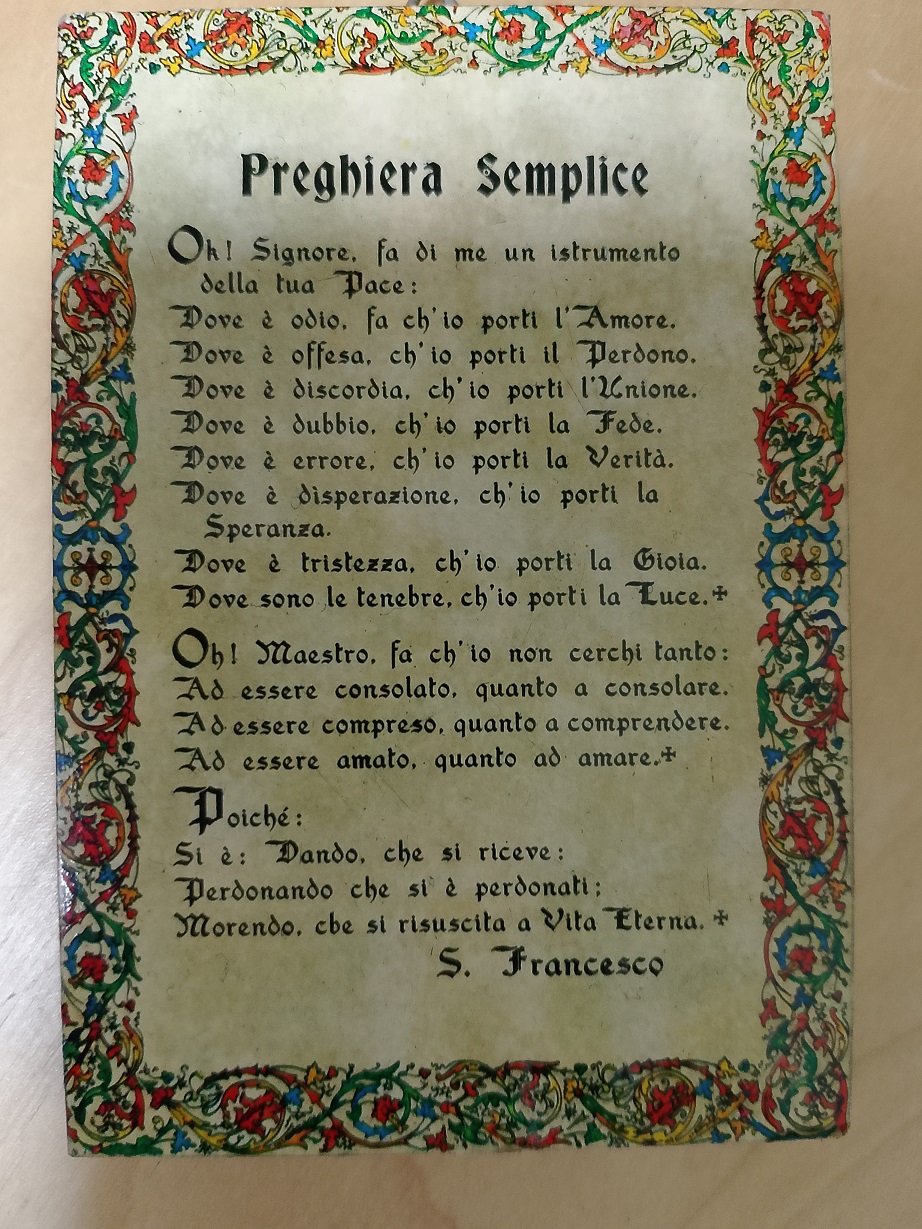 Preghiera Semplice
Oh! Signore, fa di me un istrumento
della tua Pace:
Dove è odio, fa ch'io porti l'Amore.
Dove è offesa, ch'io porti il Perdono.
Dove è discordia, ch'io porti l'Unione.
Dove è dubbio, ch'io porti la Fede.
Dove è errore, ch'io porti la Verità.
Dove è disperazione, ch'io porti la
Speranza.
Dove è tristezza, ch'io porti la Gioia.
Dove sono le tenebre, ch'io porti la Luce.✠
Oh! Maestro, fa ch'io non cerchi tanto:
Ad essere consolato, quanto a consolare.
Ad essere compreso, quanto a comprendere.
Ad essere amato, quanto ad amare.✠
Poiché:
Si è: Dando, che si riceve:
Perdonando che si è perdonati;
Morendo, che si risuscita a Vita Eterna.✠
S. Francesco